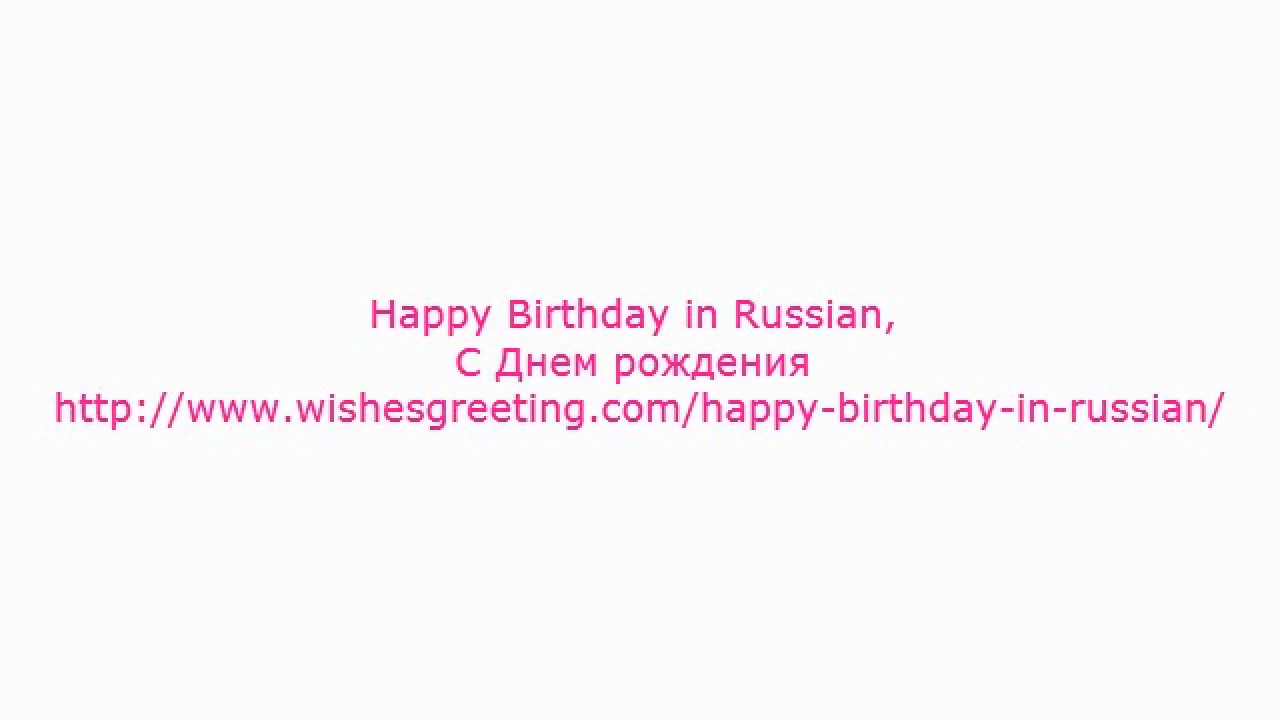 Happy Birthday in Russian,
С Днем рождения
http://www.wishesgreeting.com/happy-birthday-in-russian/